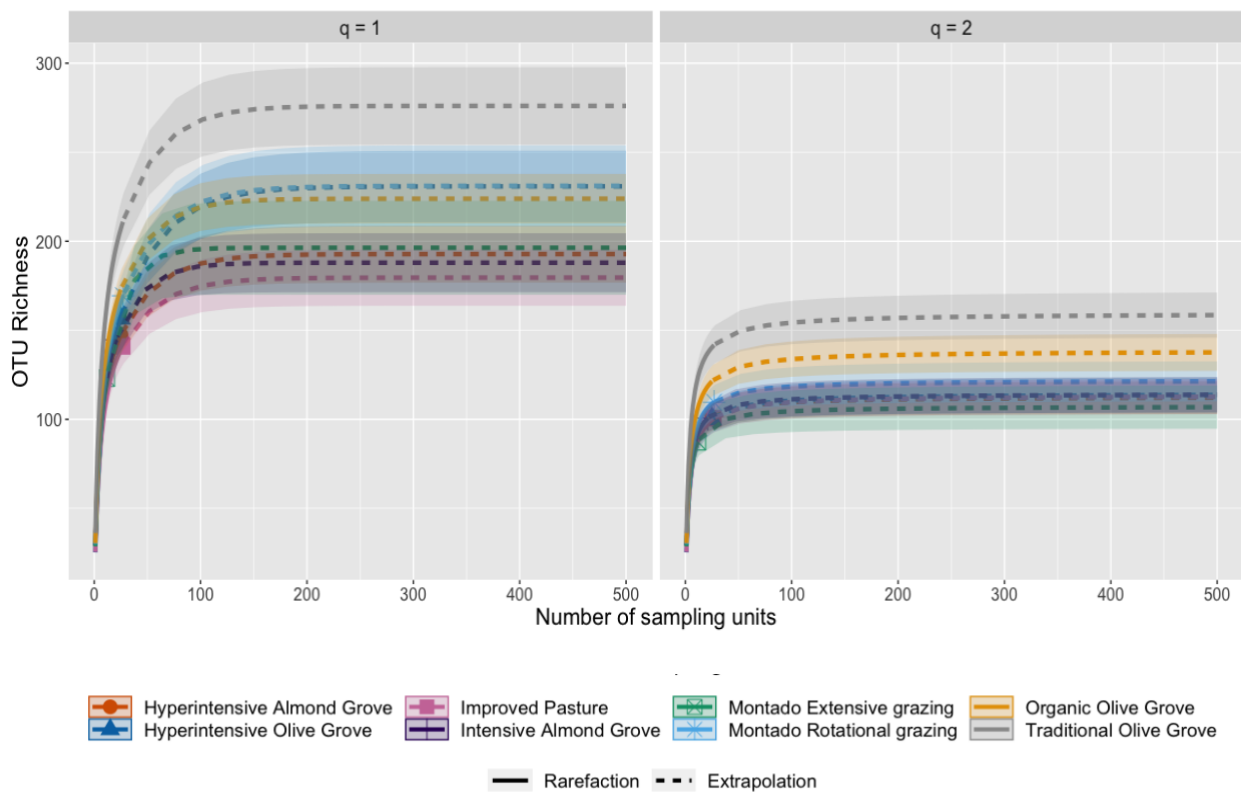 q = 1
q = 2
OTU Richness
300
200
100
0 100 200 300 400 500
0 100 200 300 400 500
Number of sampling units
Hyperintensive Almond Grove
Improved Pasture
Montado Extensive grazing
Organic Olive Grove
Hyperintensive Olive Grove
Intensive Almond Grove
Montado Rotational grazing
Traditional Olive Grove
Rarefaction
Extrapolation